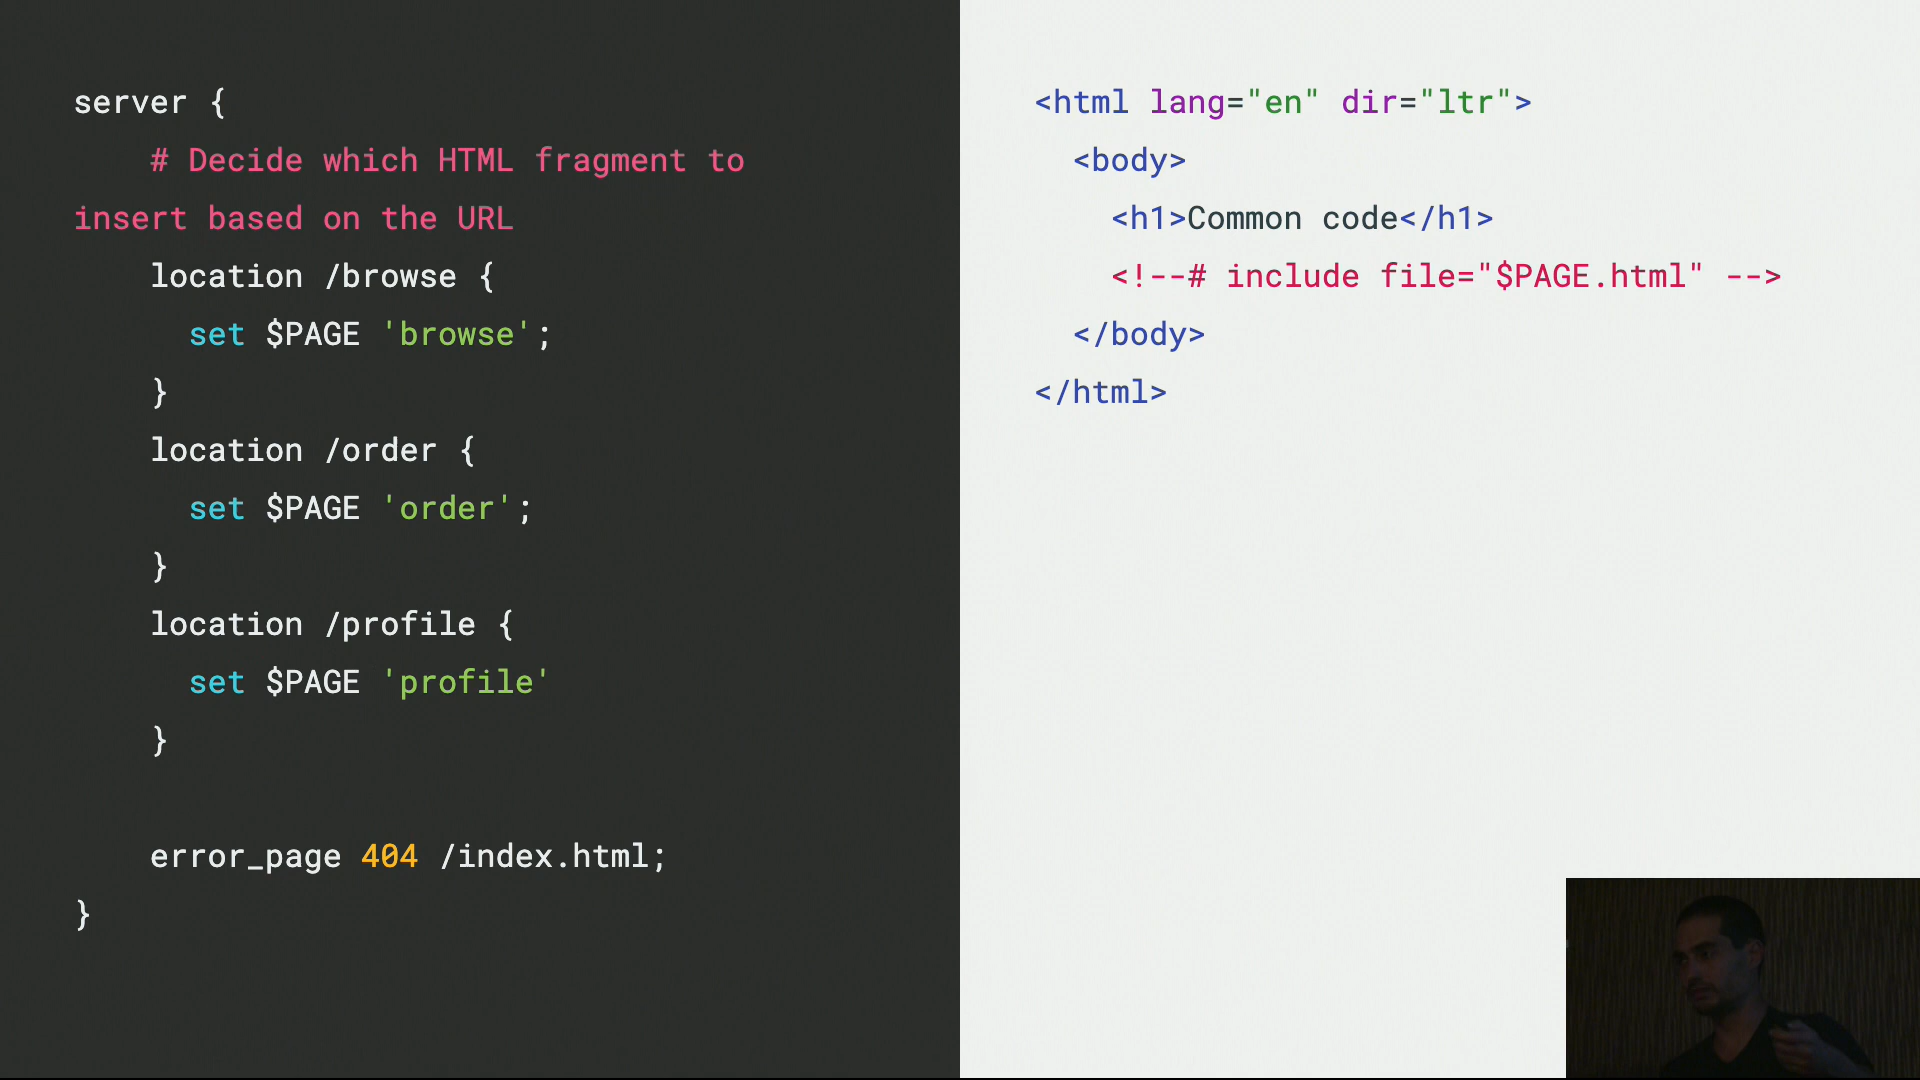 server {
# Decide which HTML fragment to
insert based on the URL
location /browse {
set $PAGE 'browse';
}
location /order {
set $PAGE 'order';
}
location /profile {
set $PAGE 'profile'
}
error_page 404 /index.html;
}
<html lang="en" dir="ltr">
<body>
<h1>Common code</h1>
<!--# include file="$PAGE.html" -->
</body>
</html>